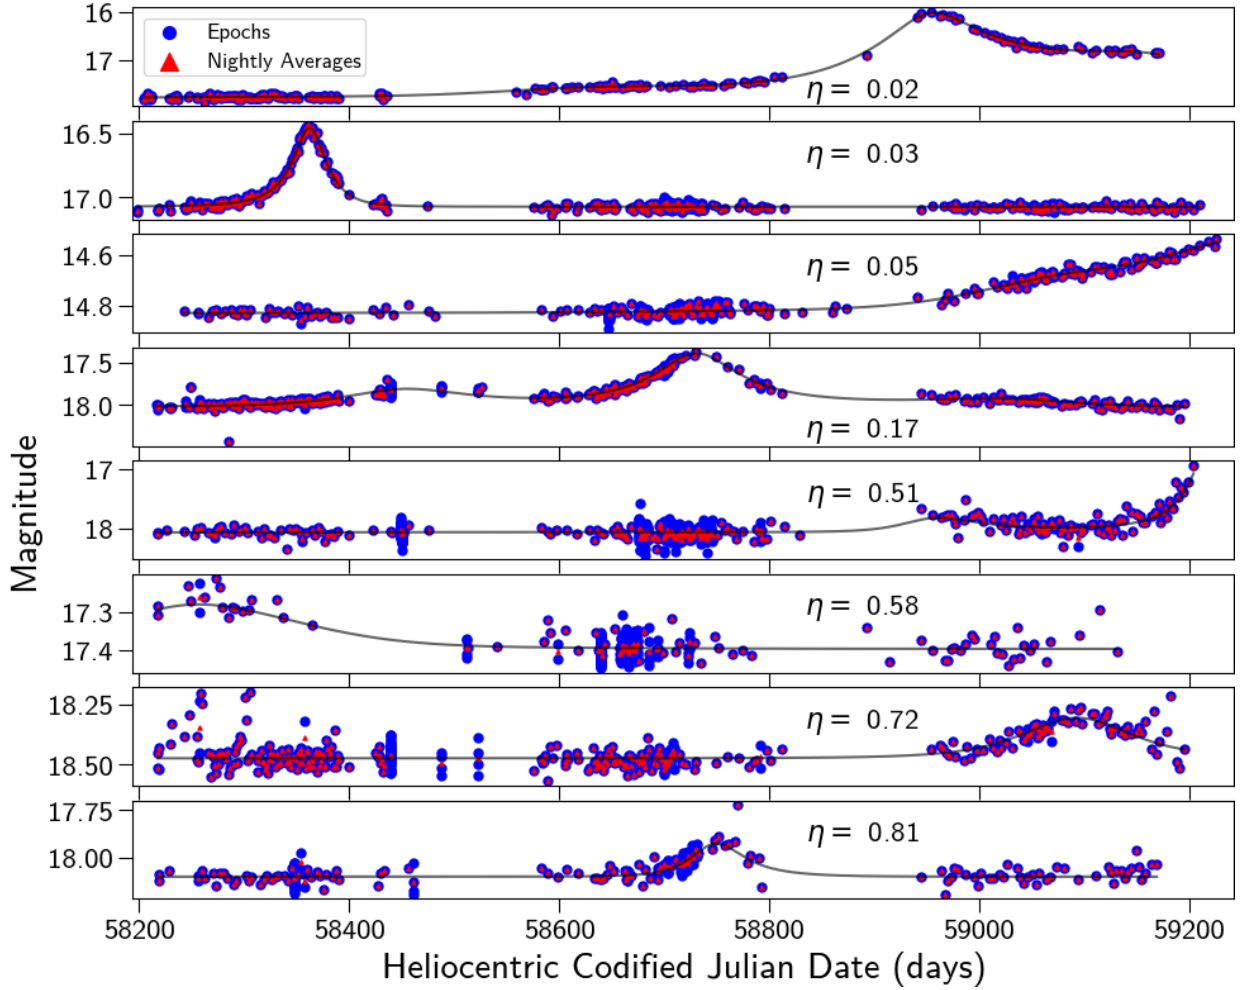 16
17
Epochs
Nightly Averages
η = 0.02
16.5
17.0
η = 0.03
14.6
14.8
η = 0.05
17.5
18.0
η = 0.17
17
18
η = 0.51
17.3
17.4
η = 0.58
18.25
18.50
η = 0.72
17.75
18.00
η = 0.81
Magnitude
58200 58400 58600 58800 59000 59200
Heliocentric Codified Julian Date (days)